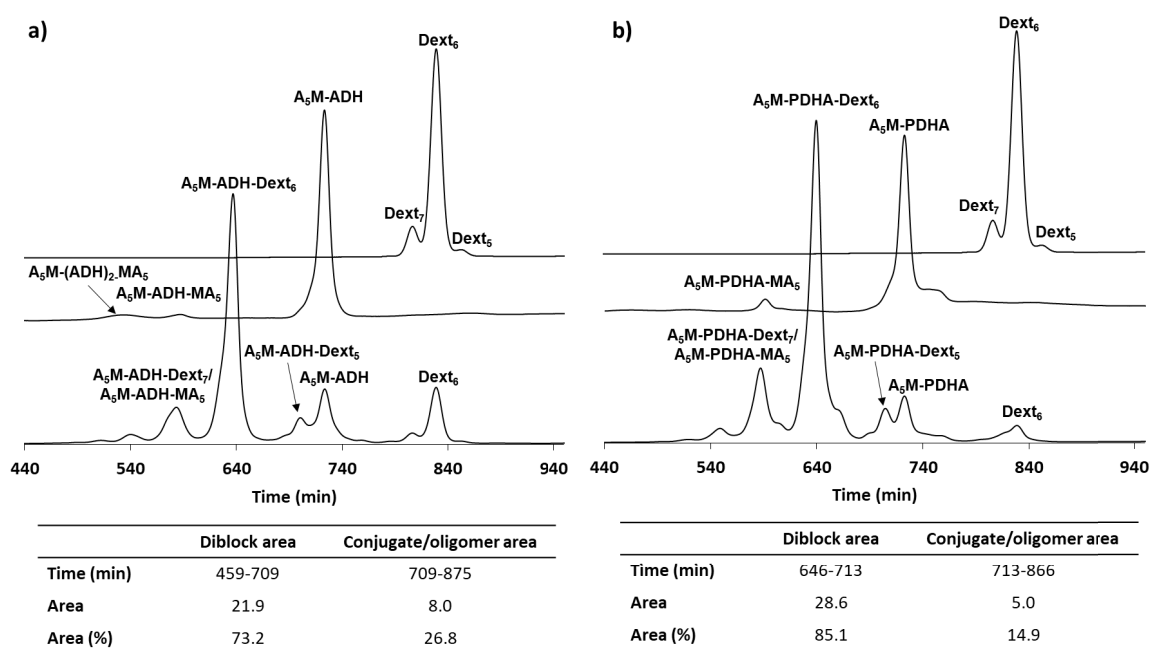 a)
Dext6
A5M-ADH
A5M-ADH-Dext6
Dext7
Dext5
A5M-(ADH)2-MA5
A5M-ADH-MA5
A5M-ADH-Dext5
A5M-ADH-Dext7/
A5M-ADH-MA5
A5M-ADH
Dext6
440 540 640 740 840 940
Time (min)
Diblock area Conjugate/oligomer area
Time (min) 459-709 709-875
Area 21.9 8.0
Area (%) 73.2 26.8
b)
Dext6
A5M-PDHA-Dext6
A5M-PDHA
Dext7
Dext5
A5M-PDHA-MA5
A5M-PDHA-Dext7/
A5M-PDHA-MA5
A5M-PDHA-Dext5
A5M-PDHA
Dext6
440 540 640 740 840 940
Time (min)
Diblock area Conjugate/oligomer area
Time (min) 646-713 713-866
Area 28.6 5.0
Area (%) 85.1 14.9